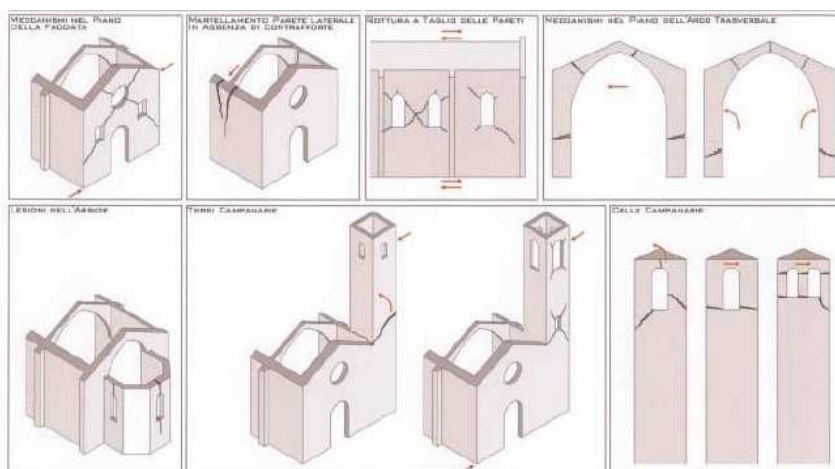 MECCANISMI NEL PIANO
DELLA FACCIATA
MARTELLAMENTO PARETE LATERALE
IN ASSENZA DI CONTRAFFORTE
ROTTURA A TAGLIO DELLE PARETI
MECCANISMI NEL PIANO DELL'ARCO TRASVERSALE
LESIONI NELL'ABSIDE
TORRI CAMPANARIE
CELLE CAMPANARIE